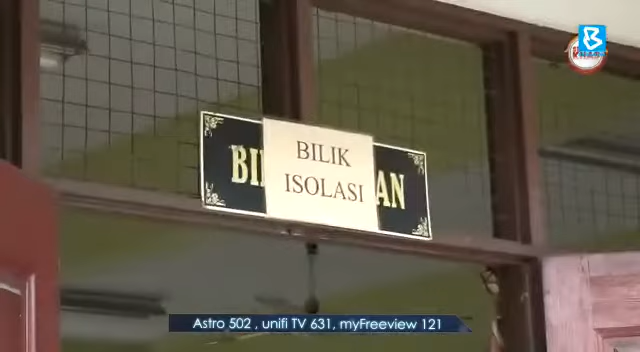 B
BILIK
ISOLASI
BI
AN
Astro 502 , unifi TV 631, myFreeview 121